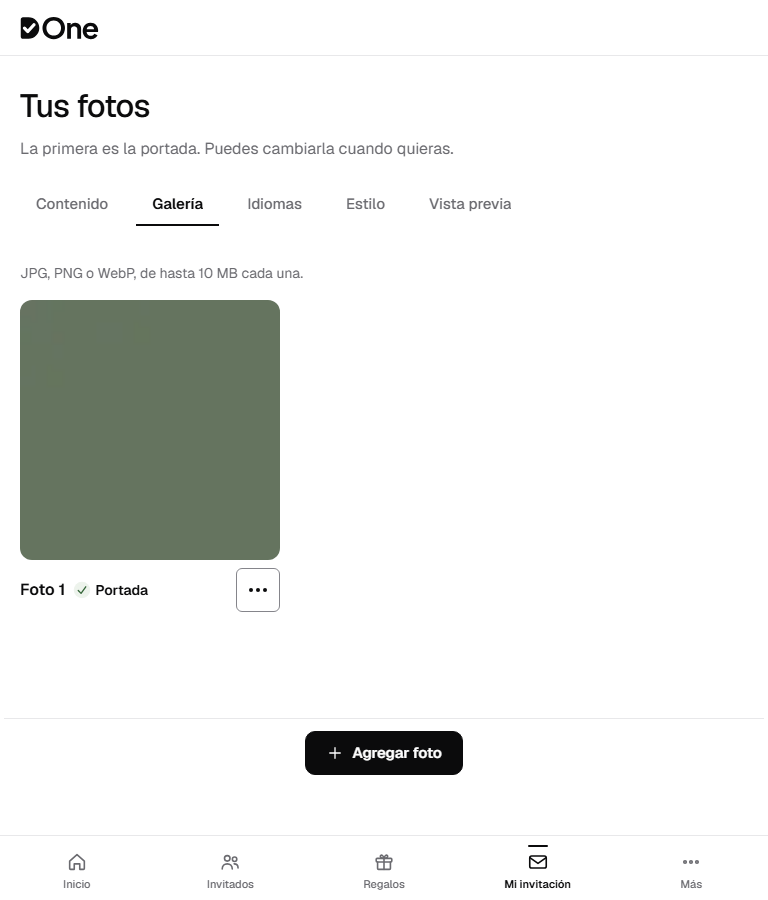 One
Tus fotos
La primera es la portada. Puedes cambiarla cuando quieras.
Contenido Galería Idiomas Estilo Vista previa
JPG, PNG o WebP, de hasta 10 MB cada una.
Foto 1 Portada
Agregar foto
Inicio Invitados Regalos Mi invitación Más